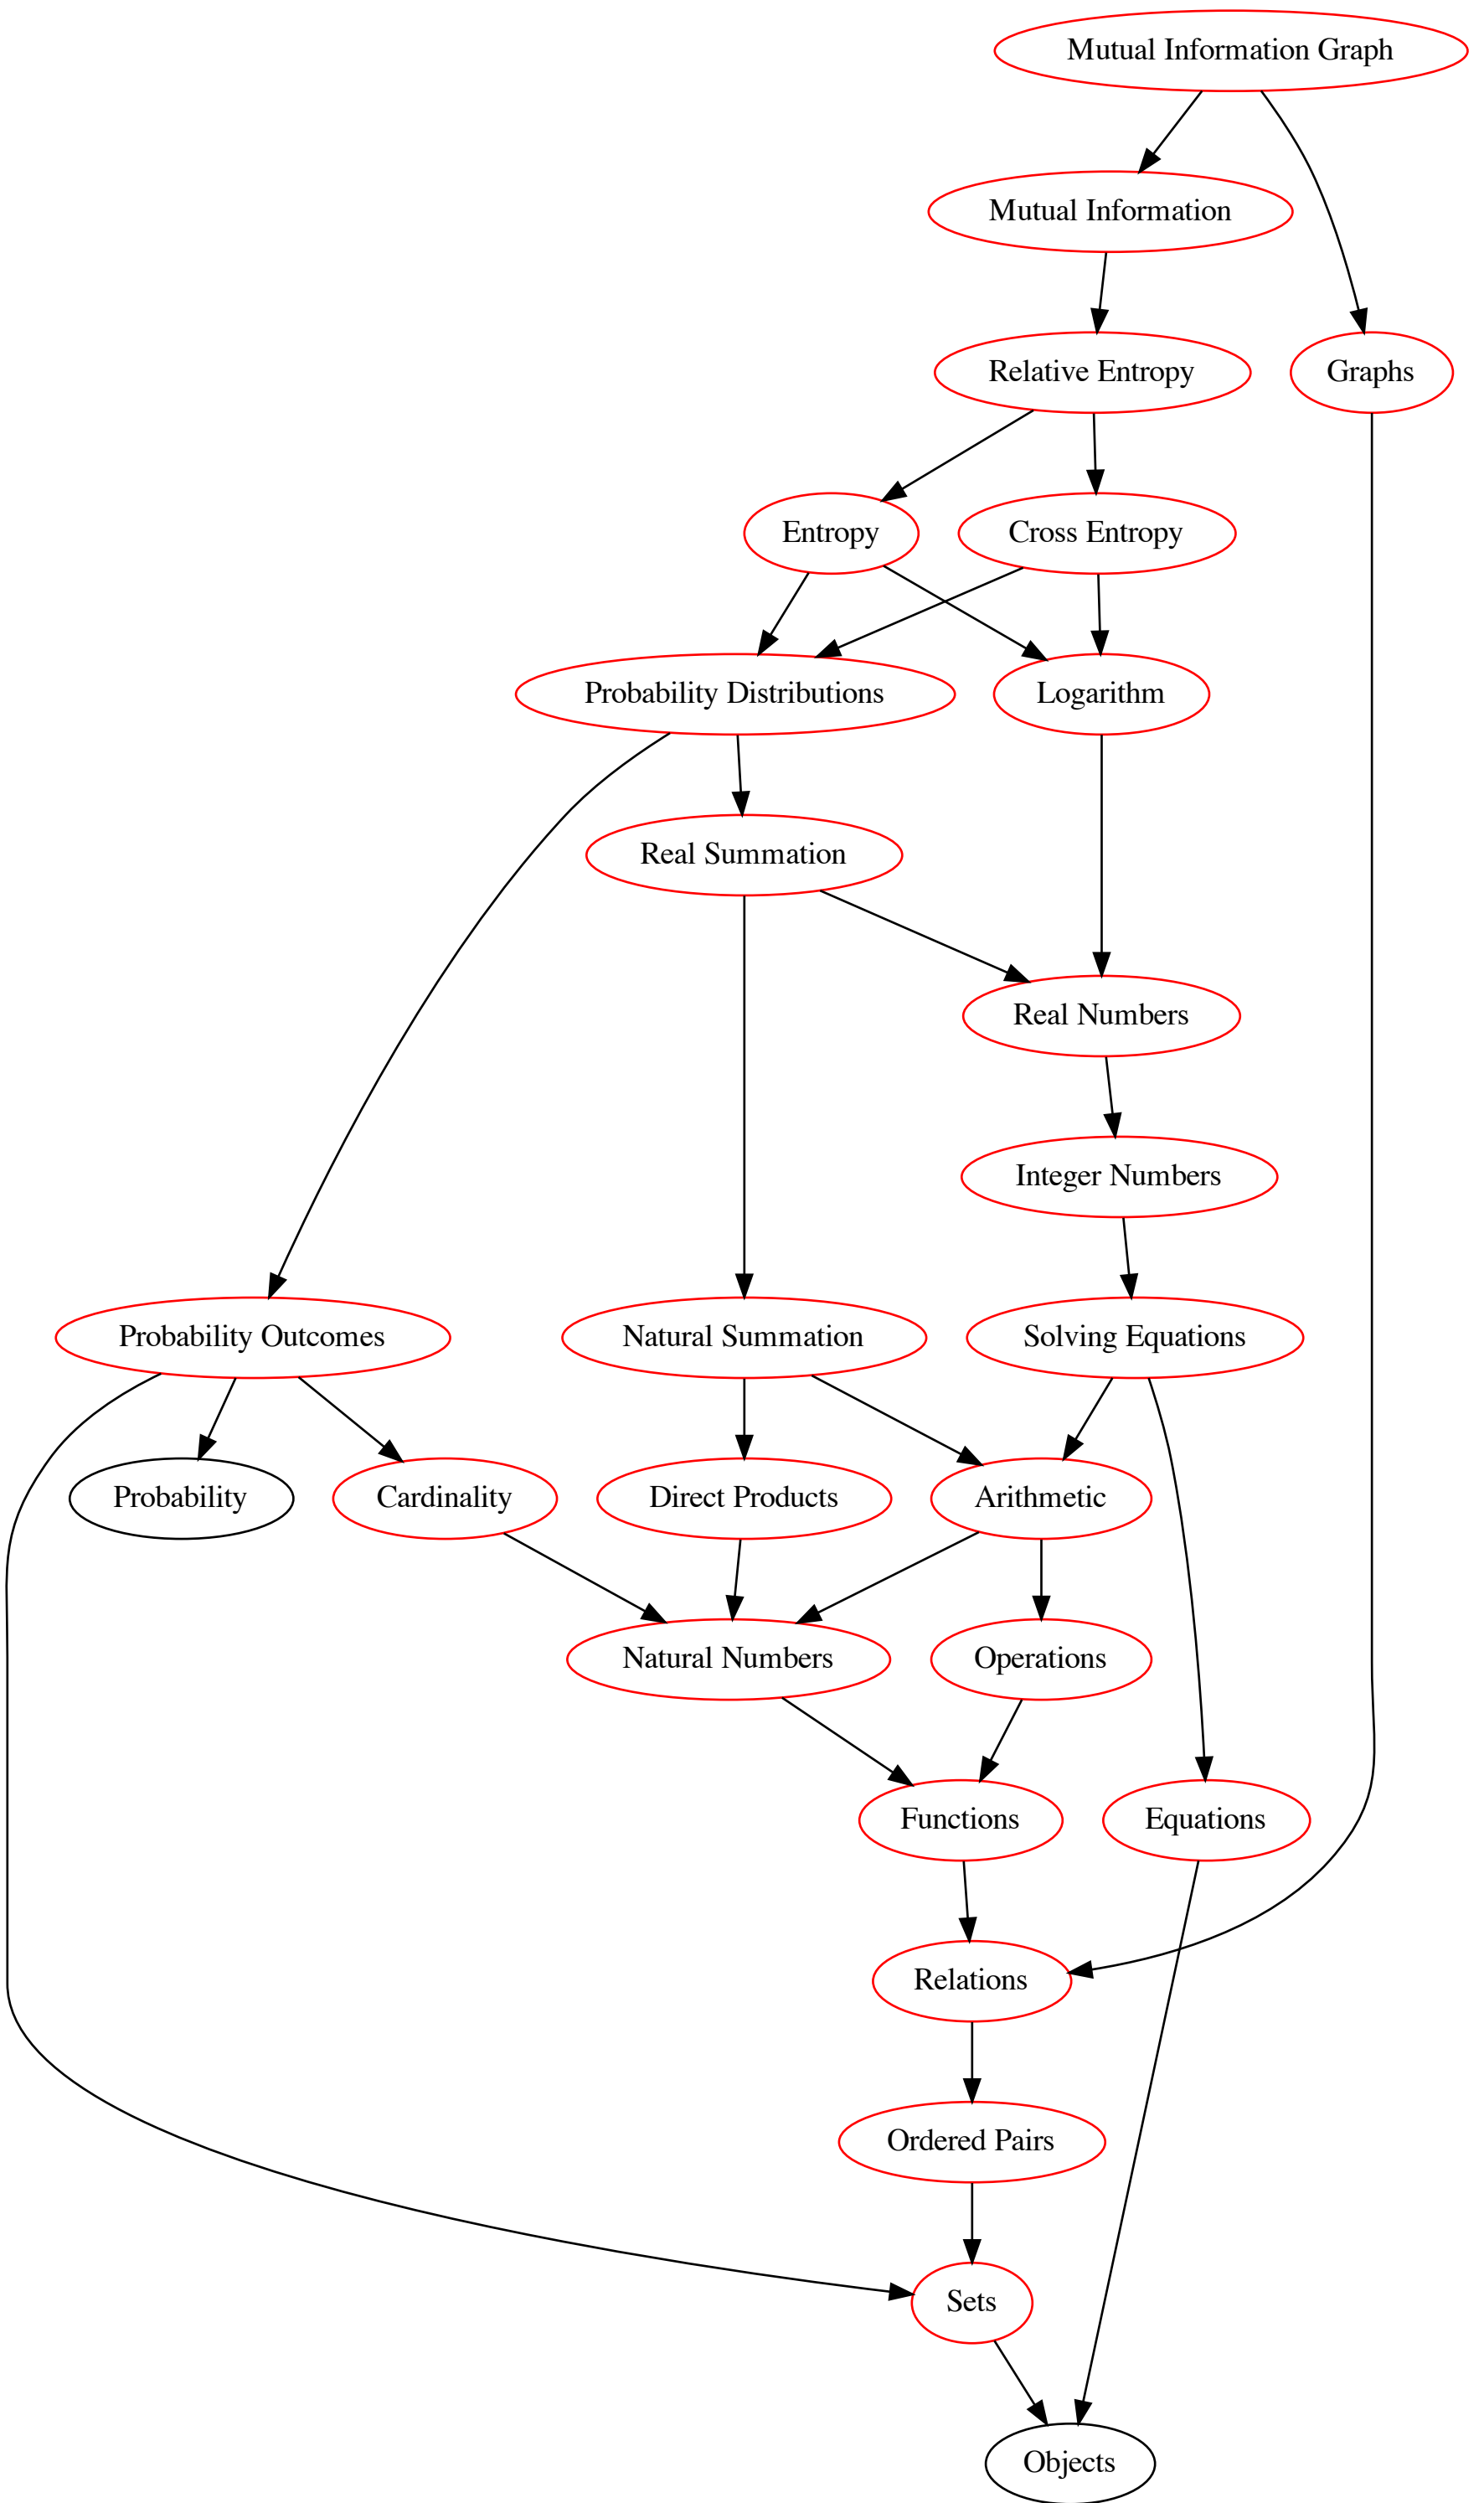 Mutual Information Graph
Mutual Information
Relative Entropy
Graphs
Entropy
Cross Entropy
Probability Distributions
Logarithm
Real Summation
Real Numbers
Integer Numbers
Probability Outcomes
Natural Summation
Solving Equations
Probability
Cardinality
Direct Products
Arithmetic
Natural Numbers
Operations
Functions
Equations
Relations
Ordered Pairs
Sets
Objects